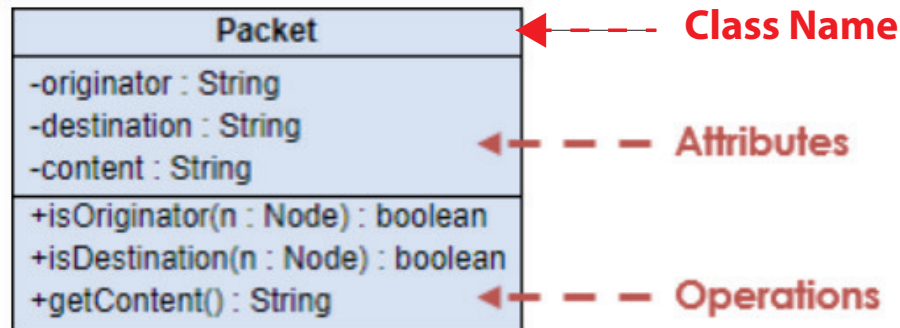 Packet
Class Name
-originator : String
-destination : String
-content : String
Attributes
+isOriginator(n : Node) : boolean
+isDestination(n : Node) : boolean
+getContent() : String
Operations